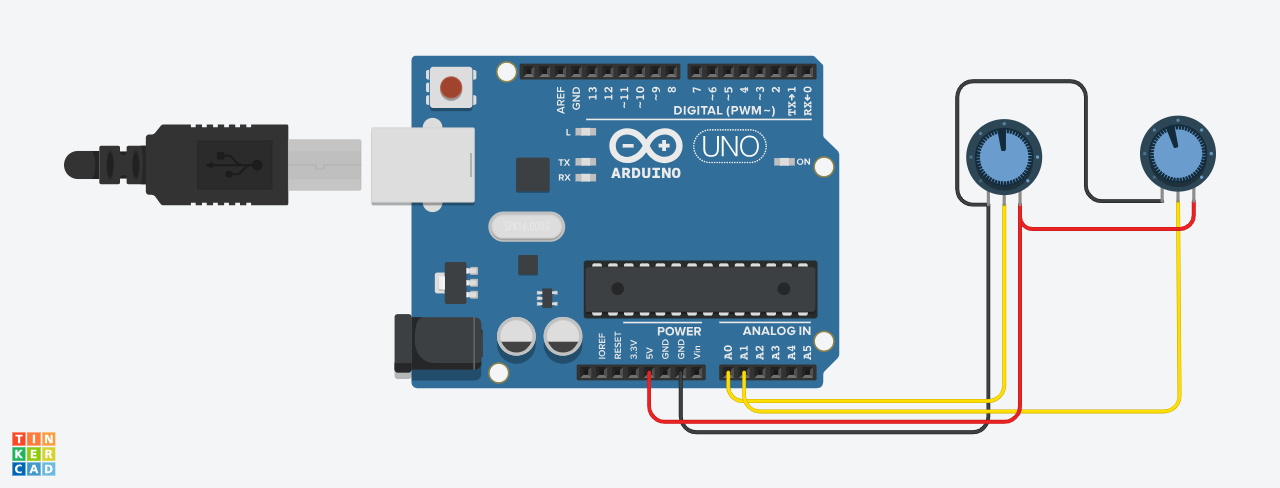 AREF
GND
13
12
~11
~10
~9
8
7
~6
~5
4
~3
2
TX→1
RX←0
DIGITAL (PWM~)
L
TX
RX
UNO
ON
ARDUINO
POWER
ANALOG IN
IOREF
RESET
3.3V
5V
GND
GND
Vin
A0
A1
A2
A3
A4
A5
TIN
KER
CAD